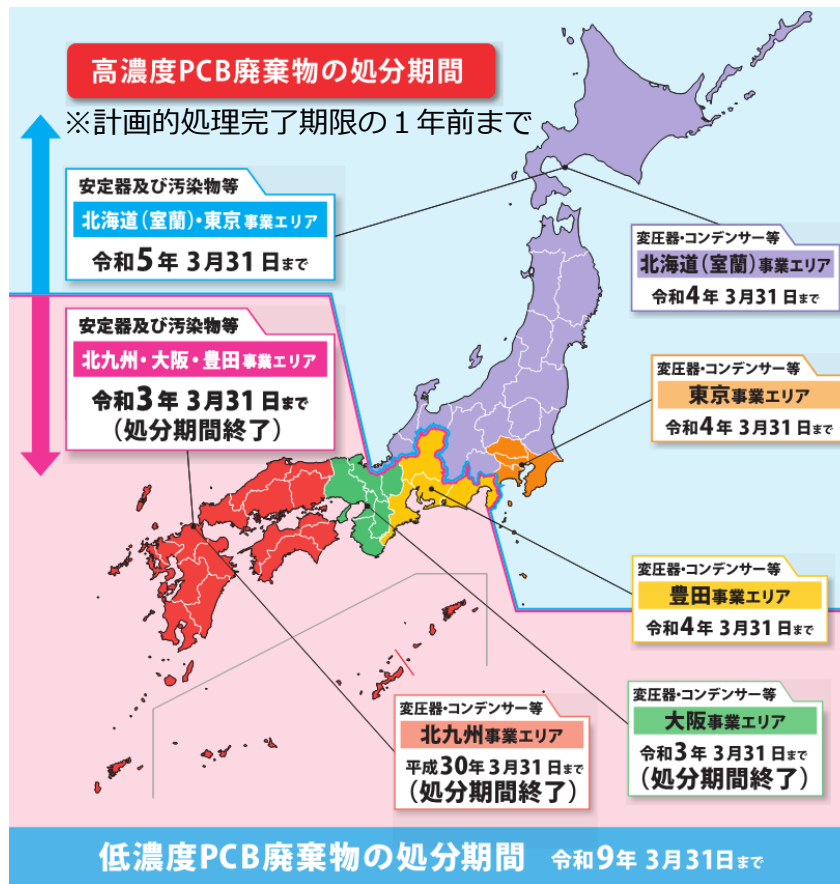 高濃度PCB廃棄物の処分期間
※計画的処理完了期限の1年前まで
安定器及び汚染物等
北海道(室蘭)・東京事業エリア
令和5年 3月31日まで
安定器及び汚染物等
北九州・大阪・豊田事業エリア
令和3年 3月31日まで
(処分期間終了)
変圧器・コンデンサー等
北海道(室蘭)事業エリア
令和4年 3月31日まで
変圧器・コンデンサー等
東京事業エリア
令和4年 3月31日まで
変圧器・コンデンサー等
豊田事業エリア
令和4年 3月31日まで
変圧器・コンデンサー等
大阪事業エリア
令和3年 3月31日まで
(処分期間終了)
変圧器・コンデンサー等
北九州事業エリア
平成30年 3月31日まで
(処分期間終了)
低濃度PCB廃棄物の処分期間 令和9年 3月31日まで